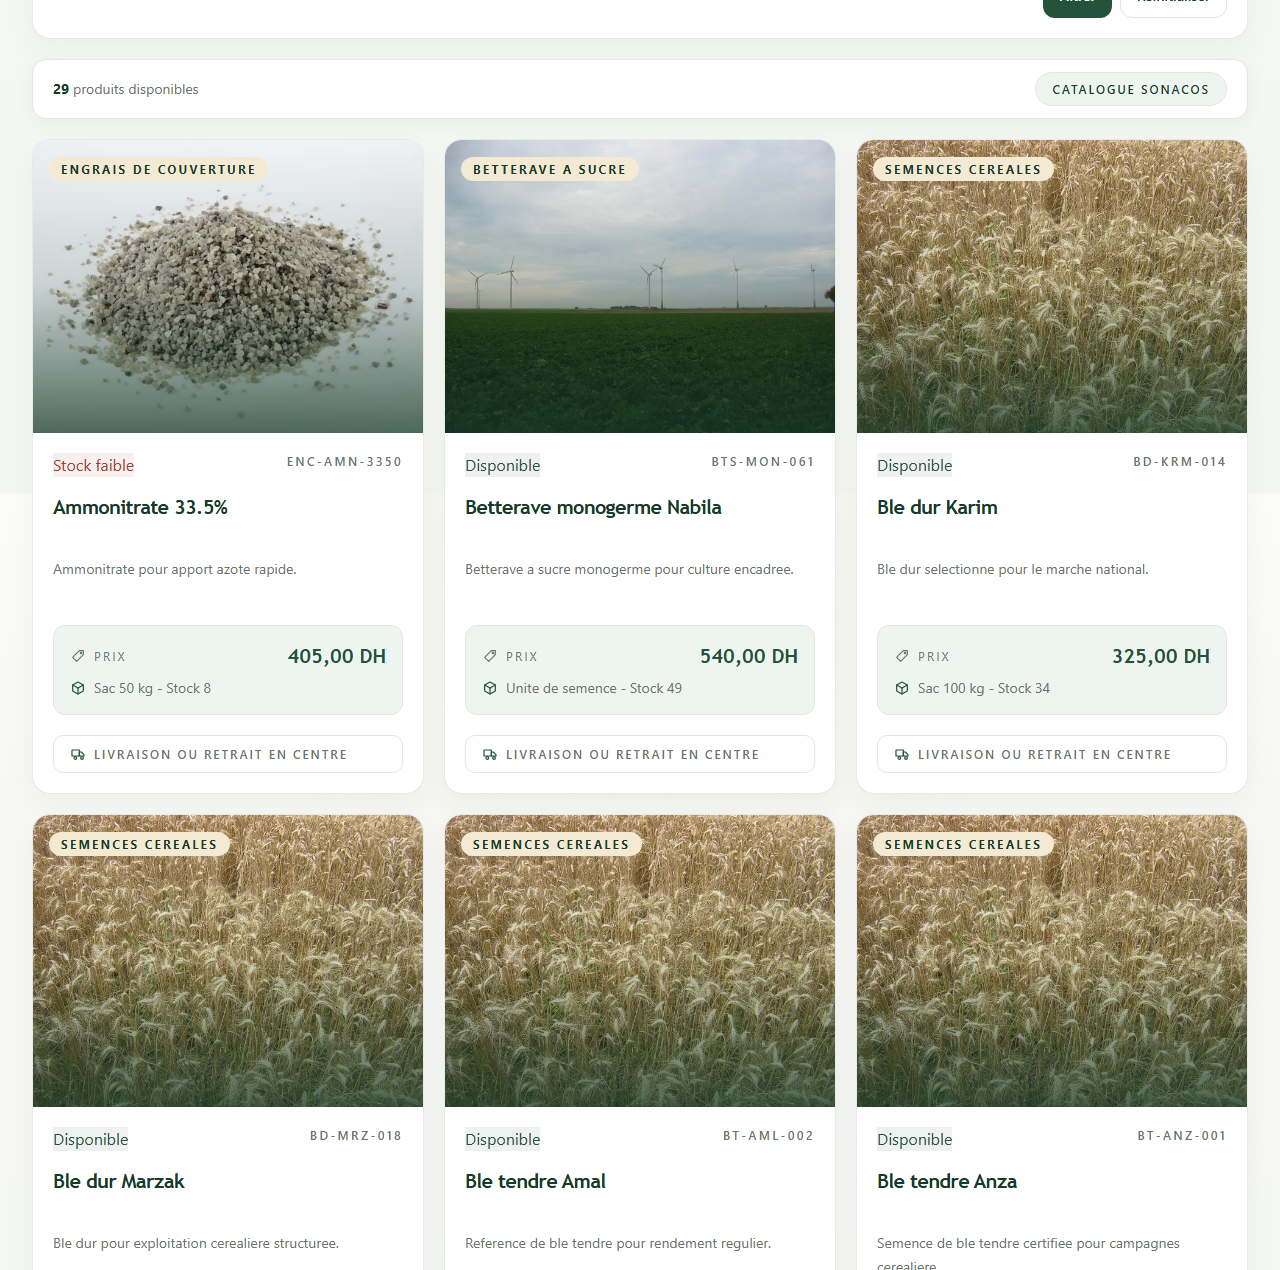 29 produits disponibles
CATALOGUE SONACOS
ENGRAIS DE COUVERTURE
Stock faible
ENC-AMN-3350
Ammonitrate 33.5%
Ammonitrate pour apport azote rapide.
PRIX
405,00 DH
Sac 50 kg - Stock 8
LIVRAISON OU RETRAIT EN CENTRE
BETTERAVE A SUCRE
Disponible
BTS-MON-061
Betterave monogerme Nabila
Betterave a sucre monogerme pour culture encadree.
PRIX
540,00 DH
Unite de semence - Stock 49
LIVRAISON OU RETRAIT EN CENTRE
SEMENCES CEREALES
Disponible
BD-KRM-014
Ble dur Karim
Ble dur selectionne pour le marche national.
PRIX
325,00 DH
Sac 100 kg - Stock 34
LIVRAISON OU RETRAIT EN CENTRE
SEMENCES CEREALES
Disponible
BD-MRZ-018
Ble dur Marzak
Ble dur pour exploitation cerealiere structuree.
SEMENCES CEREALES
Disponible
BT-AML-002
Ble tendre Amal
Reference de ble tendre pour rendement regulier.
SEMENCES CEREALES
Disponible
BT-ANZ-001
Ble tendre Anza
Semence de ble tendre certifiee pour campagnes
cerealiere